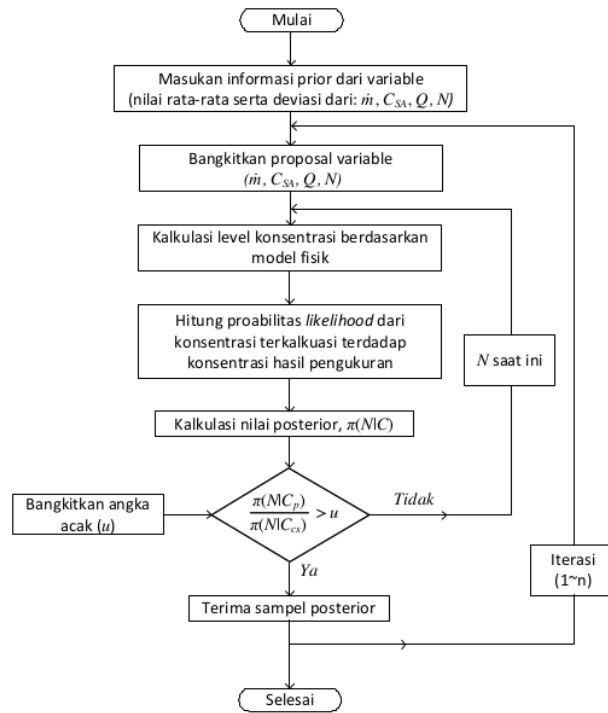 Mulai
Masukan informasi prior dari variable
(nilai rata-rata serta deviasi dari: ṁ, C_SA, Q, N)
Bangkitkan proposal variable
(ṁ, C_SA, Q, N)
Kalkulasi level konsentrasi berdasarkan
model fisik
Hitung proabilitas likelihood dari
konsentrasi terkalkuasi terdadap
konsentrasi hasil pengukuran
N saat ini
Kalkulasi nilai posterior, π(N|C)
Bangkitkan angka
acak (u)
π(N|C_p)
π(N|C_cs)
> u
Tidak
Ya
Iterasi
(1~n)
Terima sampel posterior
Selesai